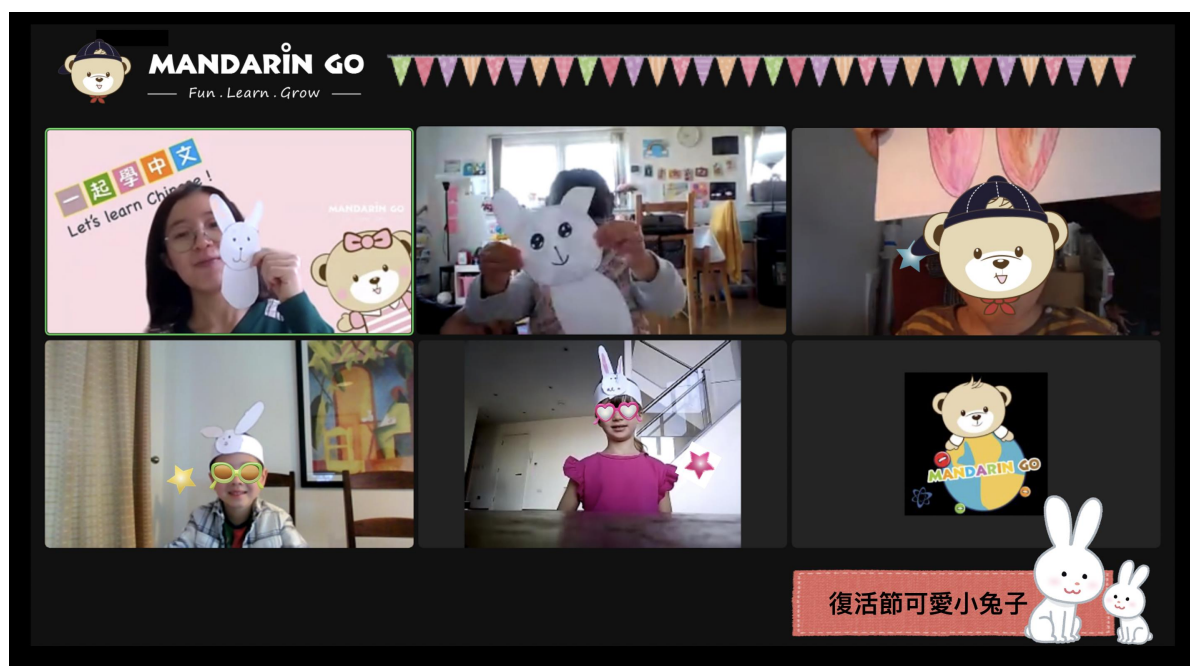 MANDARIN GO
Fun . Learn . Grow
一起學中文
Let's learn Chinese !
MANDARIN GO
MANDARIN GO
復活節可愛小兔子